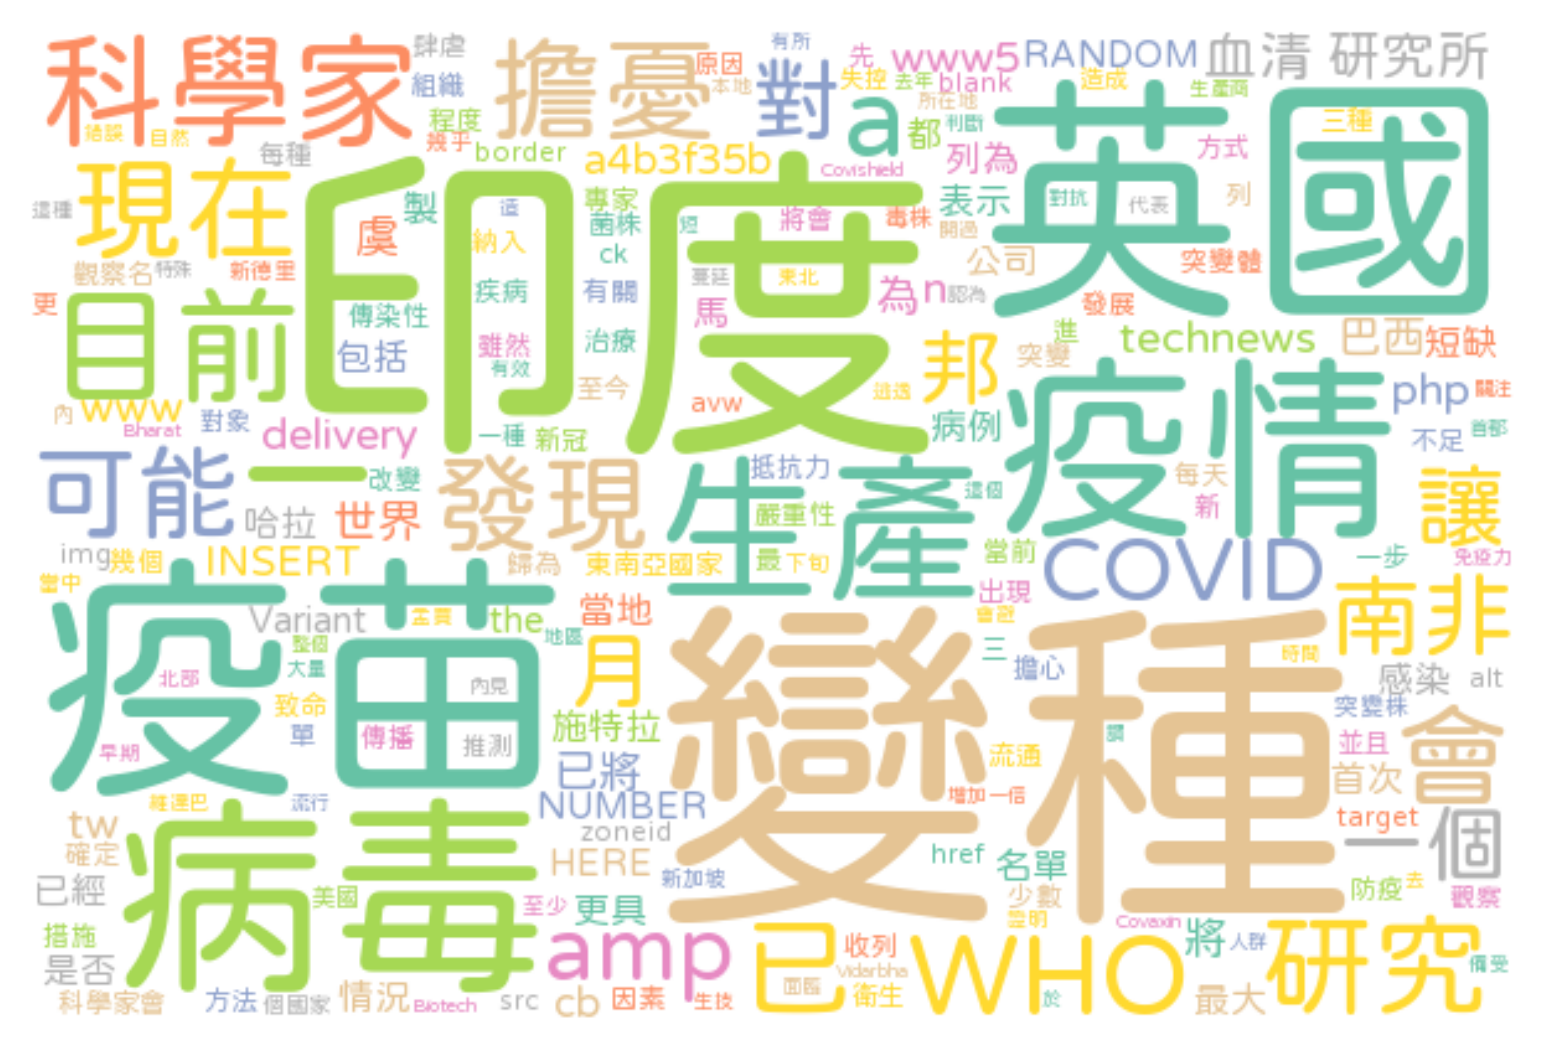 科學家
肆虐
組織
擔憂
原因
本地
有所
對
先
失控
去年
www5
blank
RANDOM
造成
生產商
血清 研究所
錯誤
自然
每種
程度
幾乎
border
a4b3f35b
a
都
所在地
判斷
列為
Covishield
英國
三種
方式
列
對抗
代表
這種
現在
印度
製
虞
造
納入
專家
菌株
ck
短
將會
毒株
表示
開過
公司
突變體
觀察名
特殊
新德里
更
目前
傳染性
包括
疾病
有關
蔓延
東北
馬
為
n
認為
發展
進
technews
巴西
短缺
雖然
有效
治療
至今
avw
逃逸
邦
突變
疫情
php
關注
內
www
Bharat
對象
delivery
一種
新冠
病例
不足
首都
可能
一
改變
發現
生產
抵抗力
這個
每天
新
讓
哈拉
世界
嚴重性
img
幾個
INSERT
歸為
東南亞國家
最
下旬
當前
COVID
一步
免疫力
當中
疫苗
Variant
孟買
the
當地
出現
會避
南非
整個
大量
地區
月
變種
三
擔心
時間
感染
alt
北部
內見
致命
單
傳播
推測
施特拉
突變株
並且
會
早期
已將
流通
調
首次
維達巴
流行
NUMBER
增加一倍
target
一個
tw
病毒
zoneid
確定
HERE
href
名單
已經
美國
新加坡
少數
防疫
去
觀察
至少
更具
聲明
Covaxin
將
人群
措施
amp
已
收列
WHO
研究
備受
是否
Vidarbha
面臨
衛生
於
最大
科學家會
方法
個國家
情況
Biotech
src
cb
因素
生技